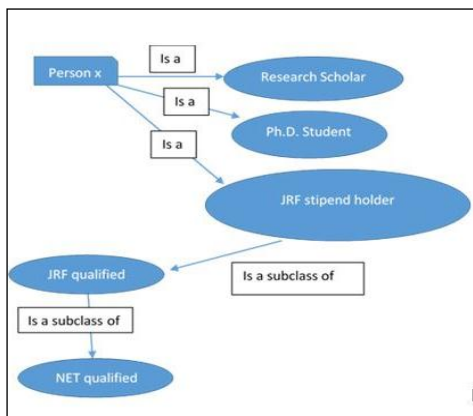 Is a
Person x
Research Scholar
Is a
Ph.D. Student
Is a
JRF stipend holder
JRF qualified
Is a subclass of
Is a subclass of
NET qualified